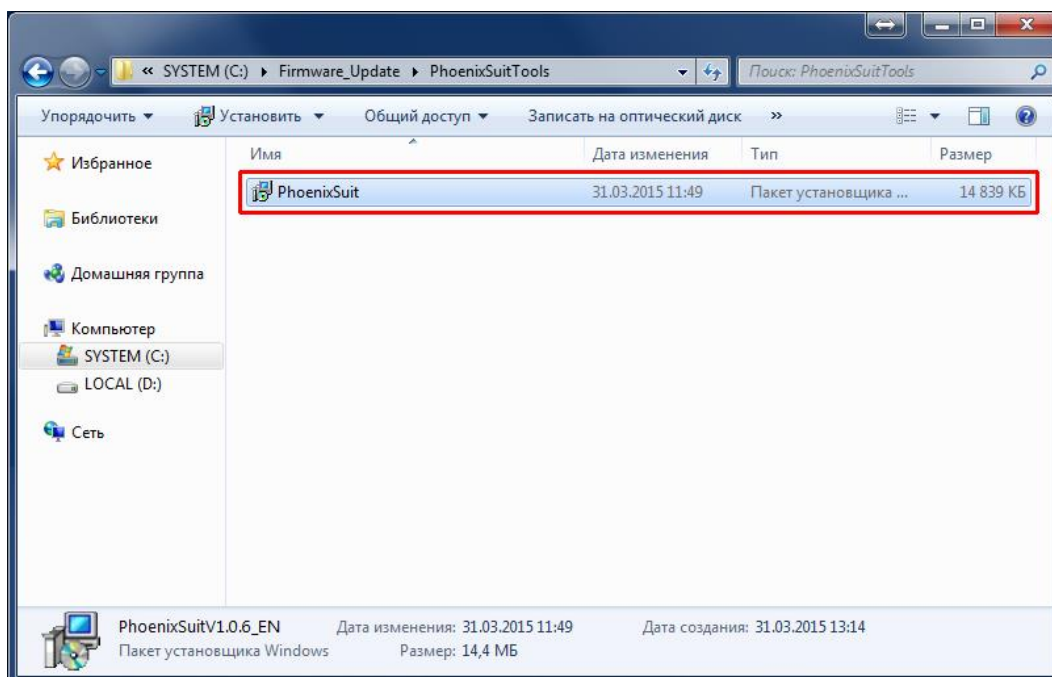 « SYSTEM (C:) ▸ Firmware_Update ▸ PhoenixSuitTools
Поиск: PhoenixSuitTools
Упорядочить Установить Общий доступ Записать на оптический диск »
Имя Дата изменения Тип Размер
PhoenixSuit 31.03.2015 11:49 Пакет установщика ... 14 839 КБ
Избранное
Библиотеки
Домашняя группа
Компьютер
SYSTEM (C:)
LOCAL (D:)
Сеть
PhoenixSuitV1.0.6_EN Дата изменения: 31.03.2015 11:49 Дата создания: 31.03.2015 13:14
Пакет установщика Windows Размер: 14,4 МБ